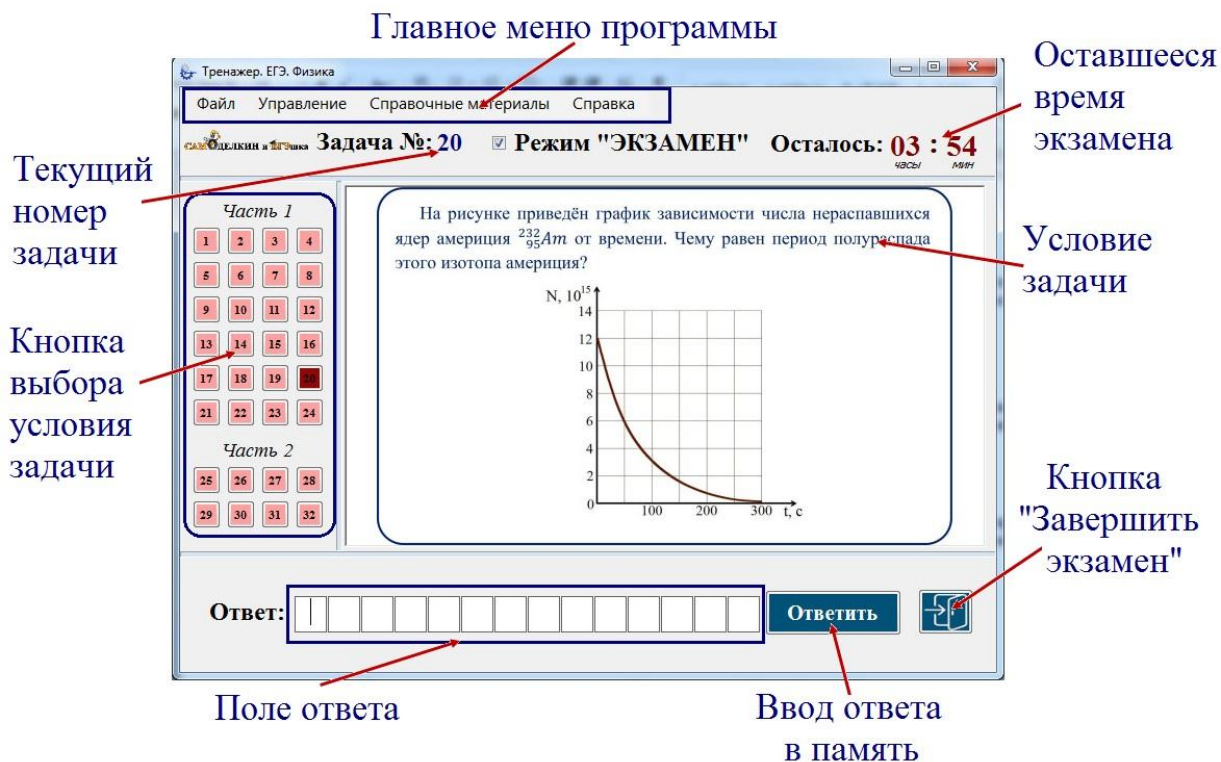 Главное меню программы
Оставшееся
время
экзамена
Тренажер. ЕГЭ. Физика
Файл Управление Справочные материалы Справка
САМОДЕЛКИН и ЕГЭшка Задача №: 20 Режим "ЭКЗАМЕН" Осталось: 03 : 54
часы мин
Текущий
номер
задачи
Часть 1
1 2 3 4
5 6 7 8
9 10 11 12
13 14 15 16
17 18 19 20
21 22 23 24
Часть 2
25 26 27 28
29 30 31 32
Кнопка
выбора
условия
задачи
На рисунке приведён график зависимости числа нераспавшихся
ядер америция ²³²₉₅Am от времени. Чему равен период полураспада
этого изотопа америция?
N, 10¹⁵
14
12
10
8
6
4
2
0
100 200 300 t, с
Условие
задачи
Кнопка
"Завершить
экзамен"
Ответ: Ответить
Поле ответа
Ввод ответа
в память